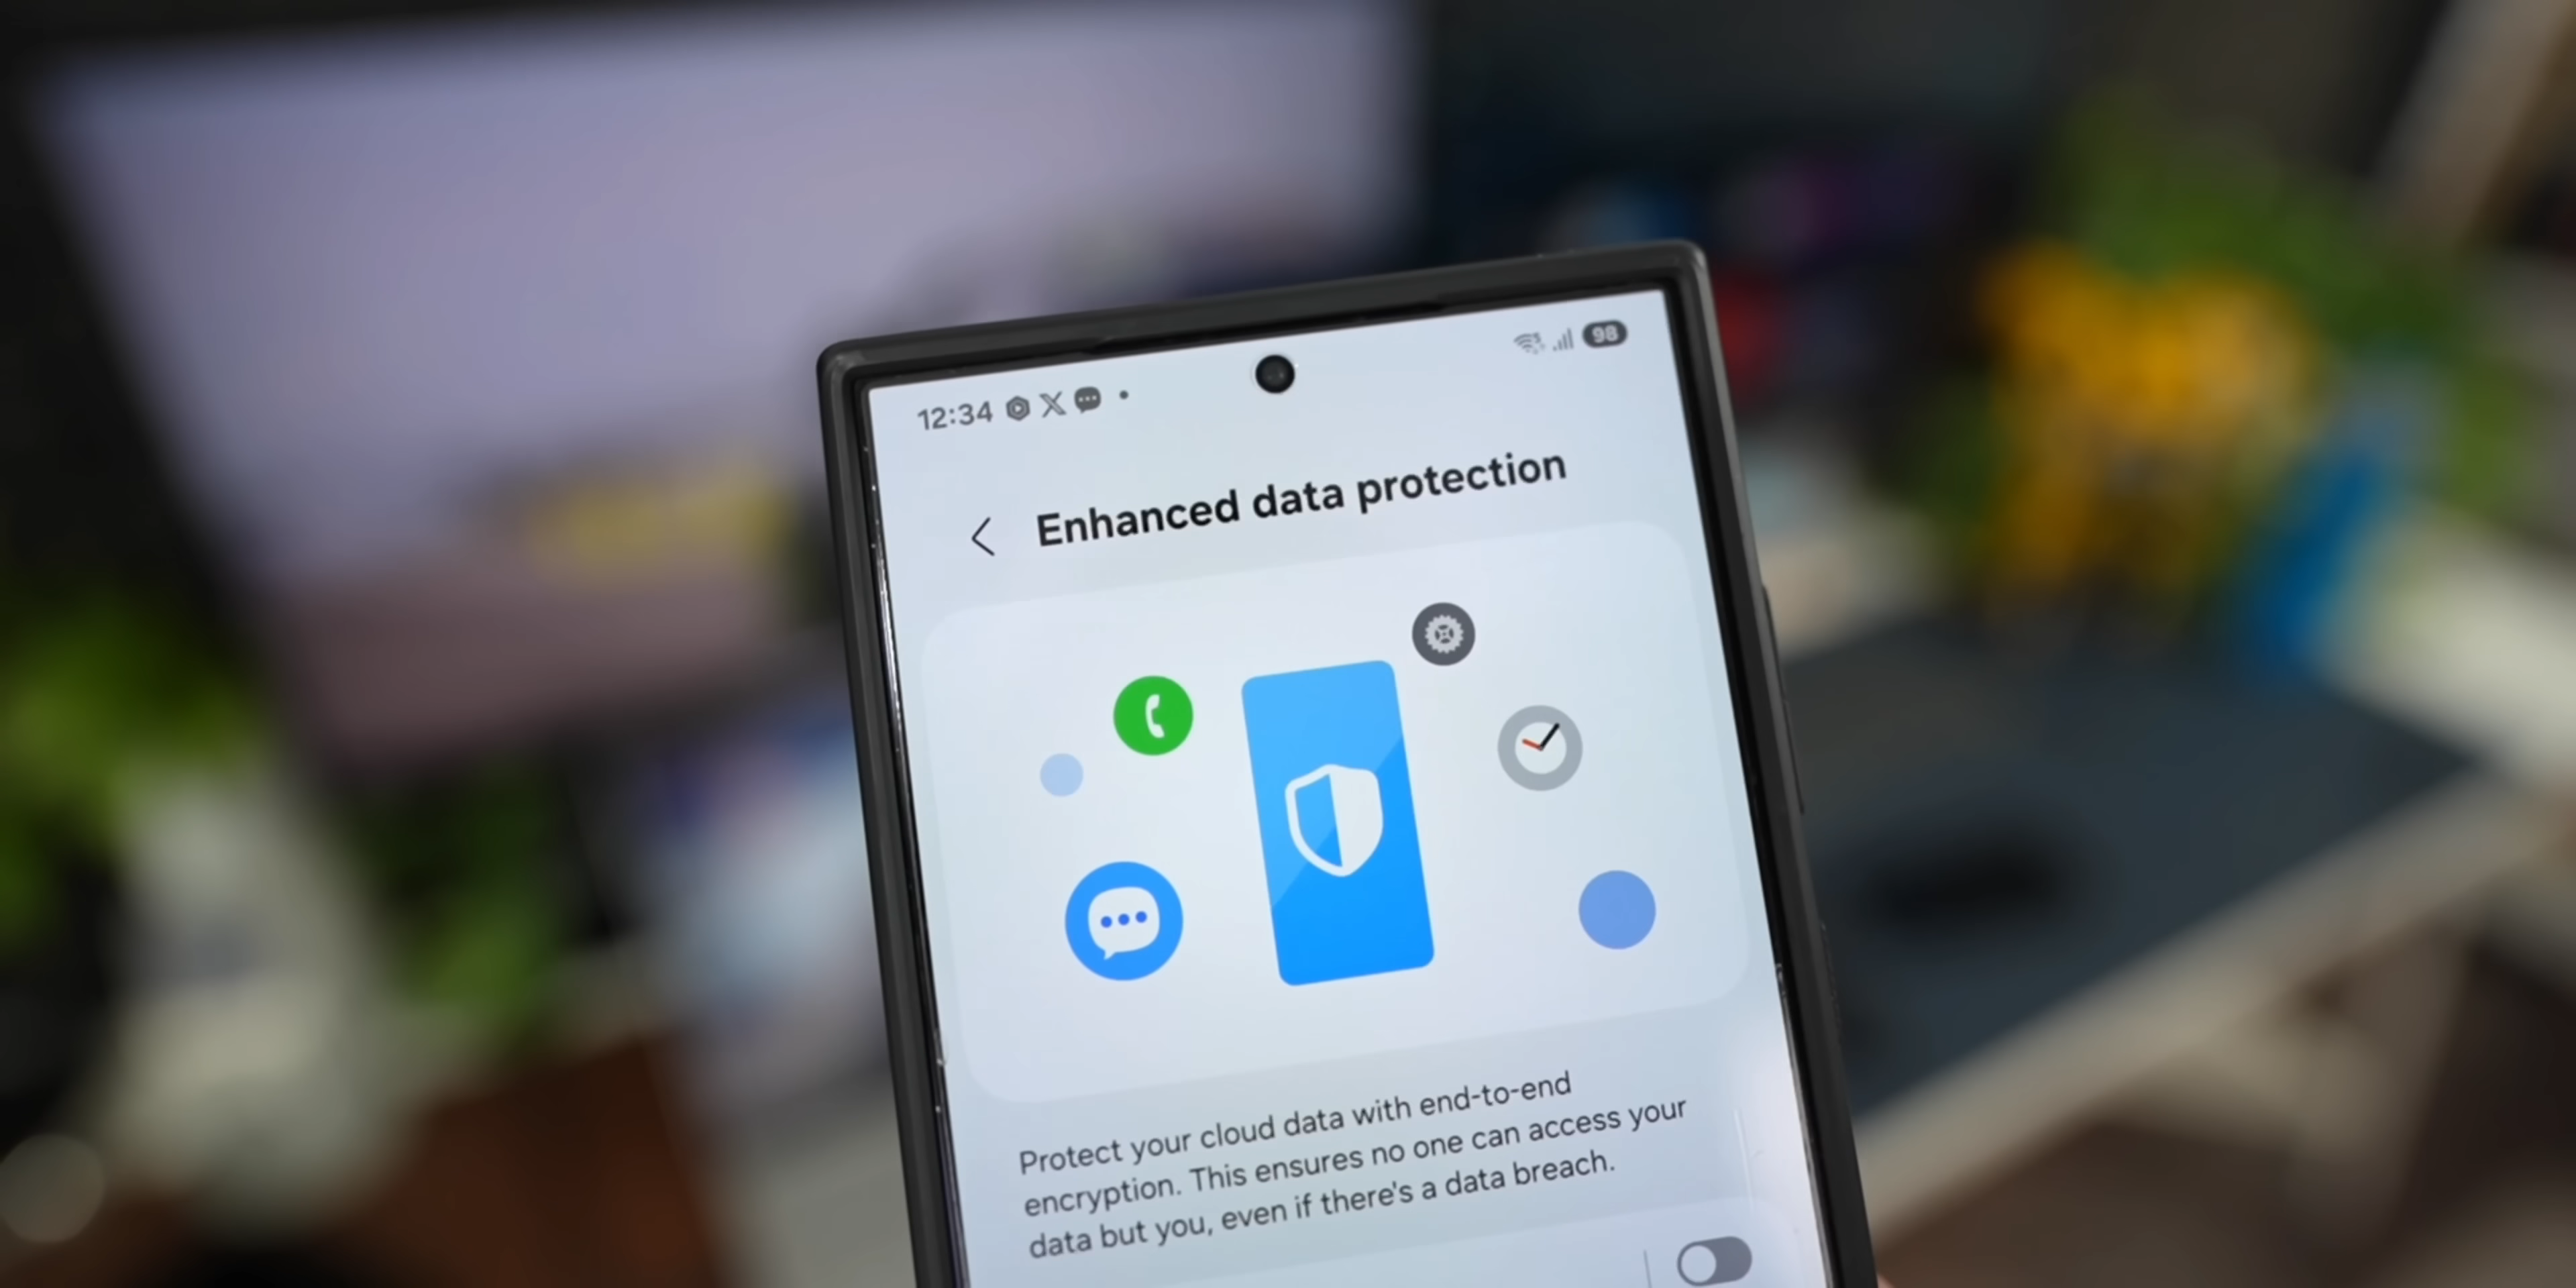 12:34
98
Enhanced data protection
Protect your cloud data with end-to-end
encryption. This ensures no one can access your
data but you, even if there's a data breach.